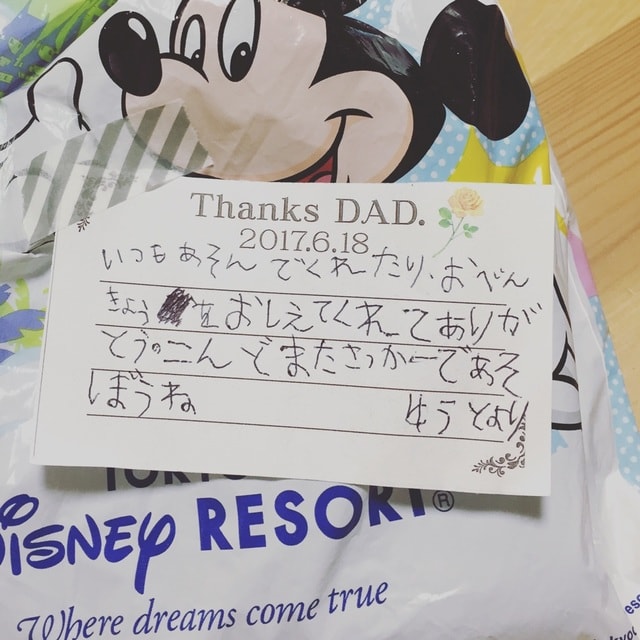 Thanks DAD.
2017.6.18
いつもあそんでくれたり、おべん
きょうをおしえてくれてありが
とうのこんどまたさっかーであそ
ぼうね ゆうとより
TOKYO
DISNEY RESORT®
Where dreams come true